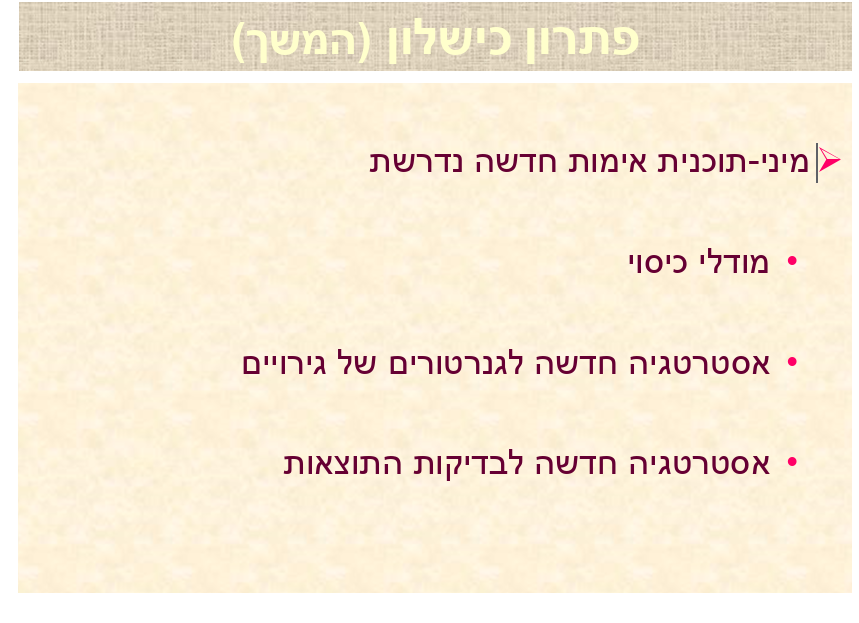 פתרון כישלון (המשך)
מיני-תוכנית אימות חדשה נדרשת
• מודלי כיסוי
• אסטרטגיה חדשה לגנרטורים של גירויים
• אסטרטגיה חדשה לבדיקות התוצאות